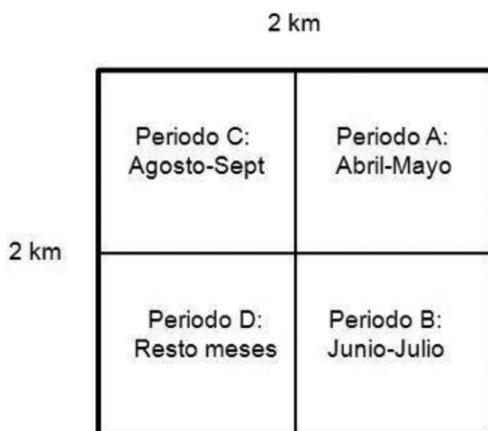 2 km
Periodo C:
Agosto-Sept
Periodo A:
Abril-Mayo
2 km
Periodo D:
Resto meses
Periodo B:
Junio-Julio